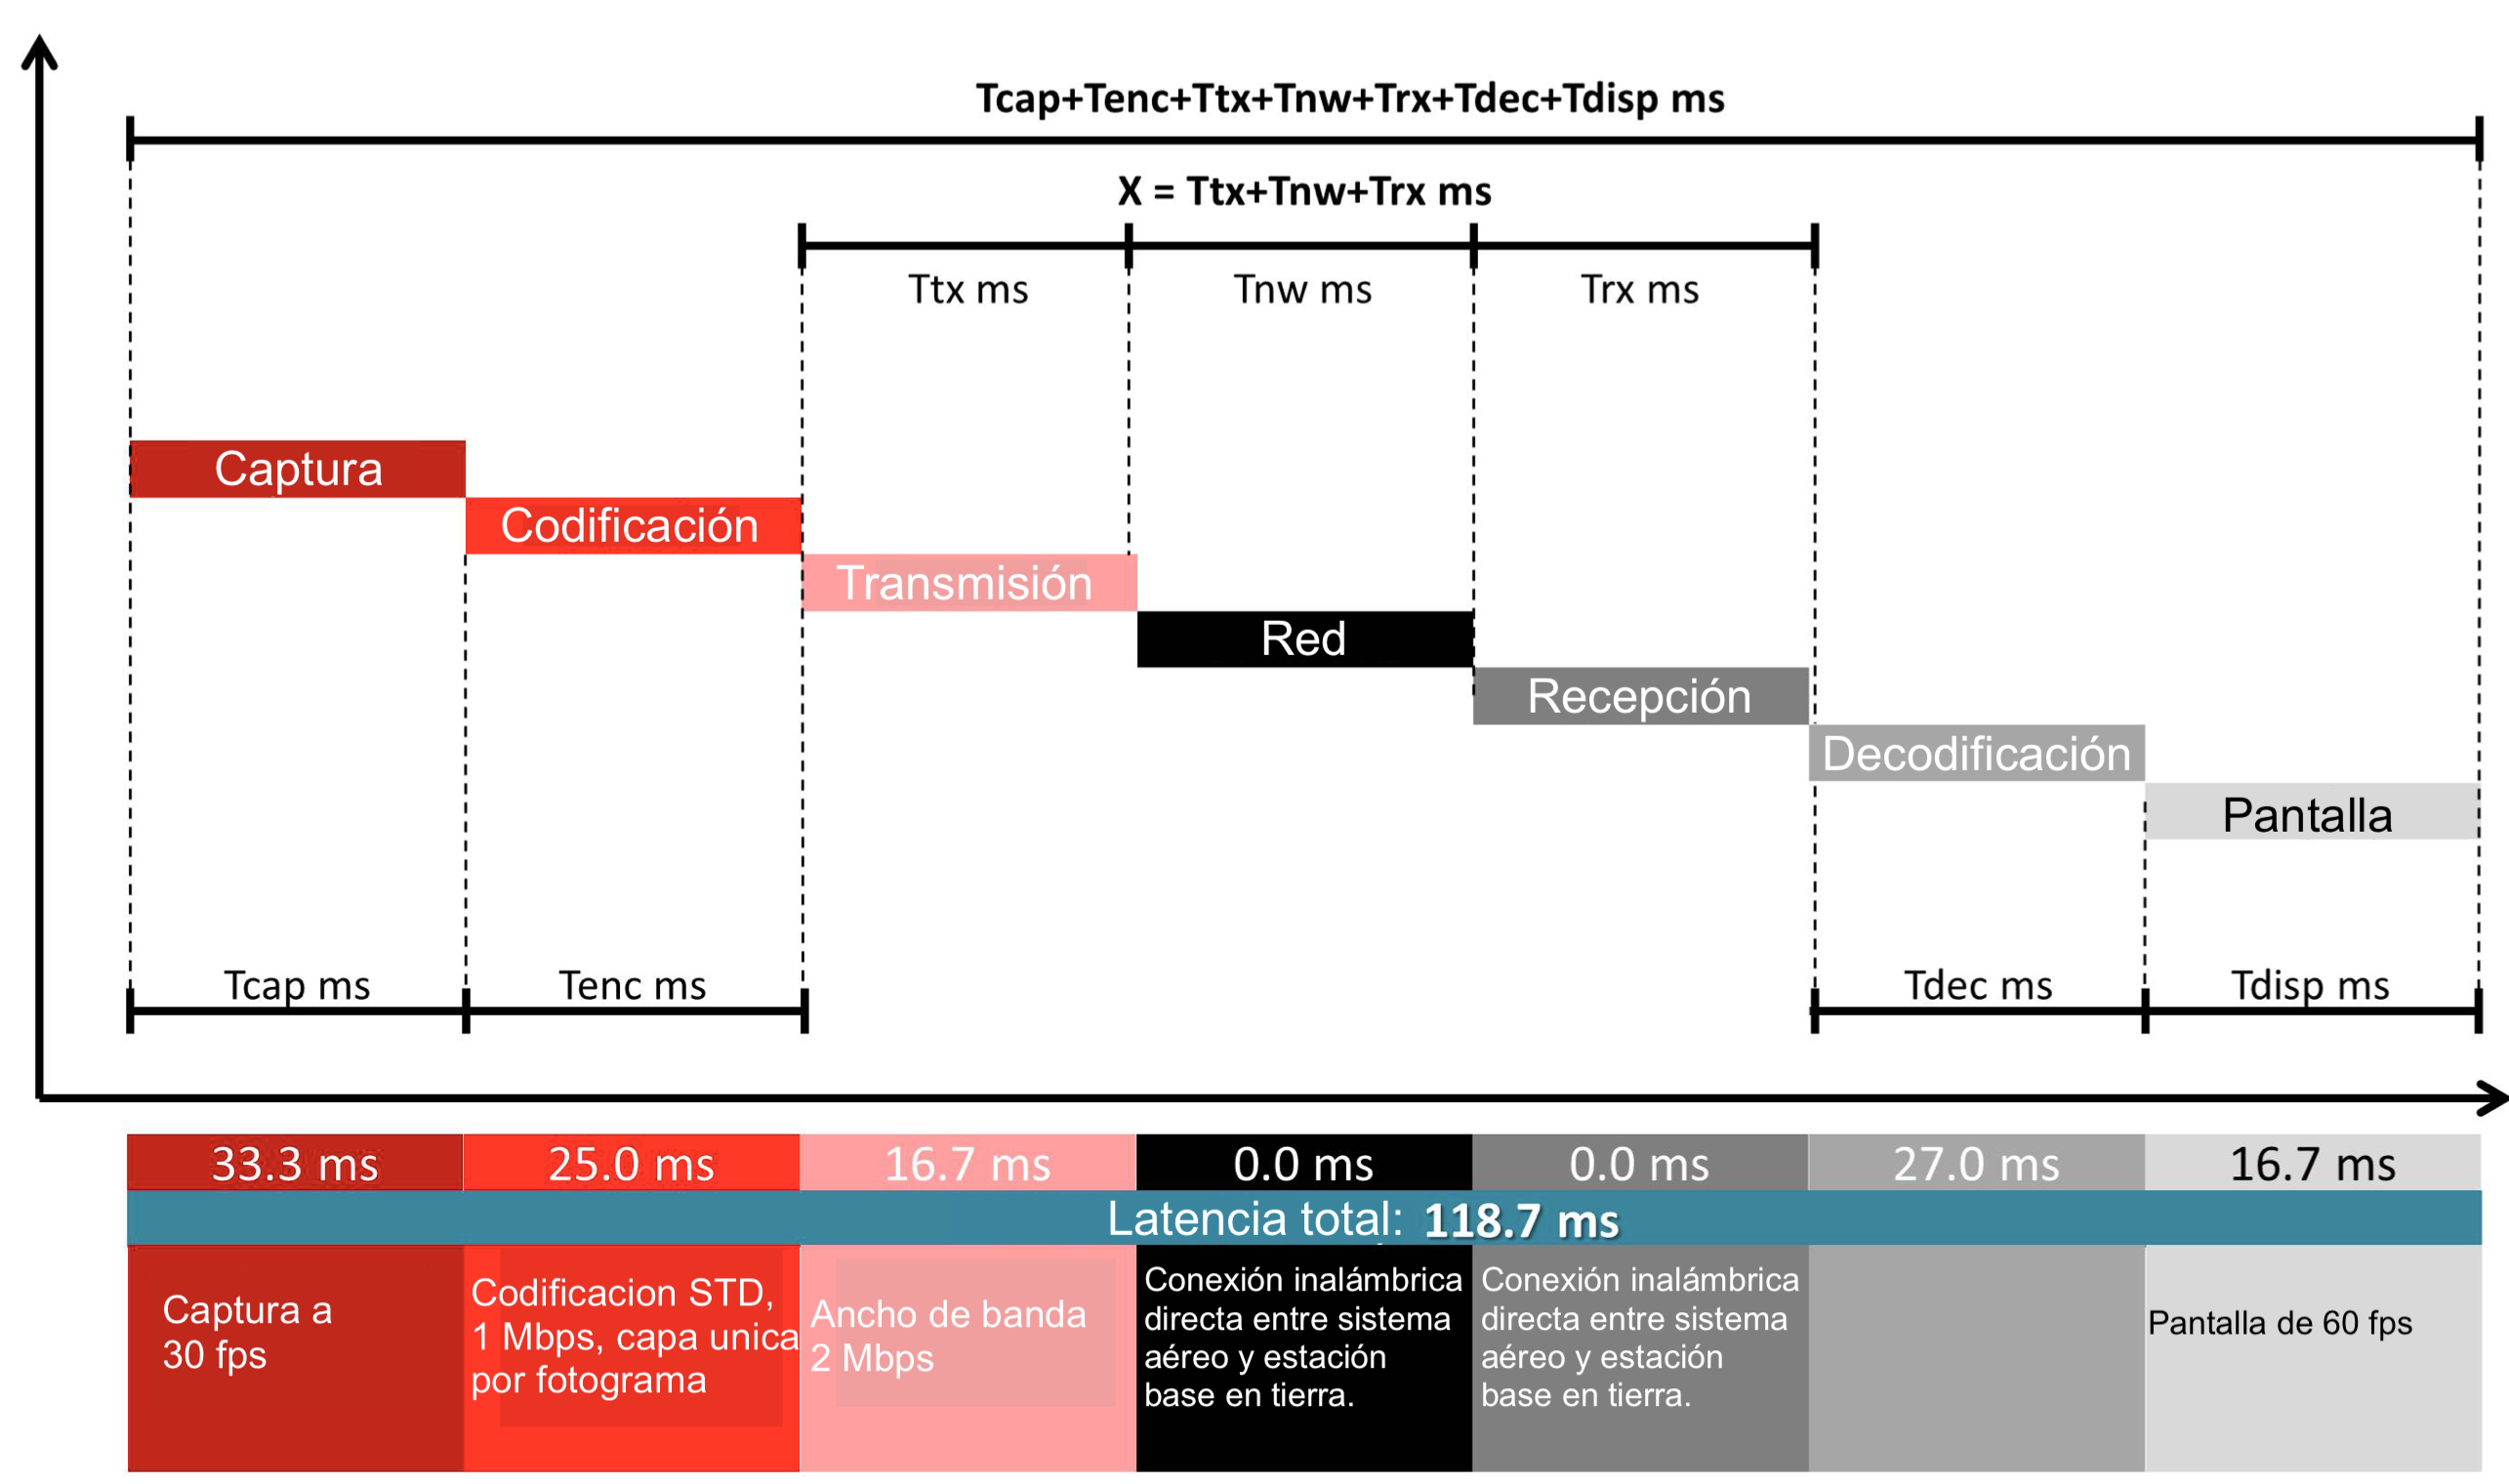 Tcap+Tenc+Ttx+Tnw+Trx+Tdec+Tdisp ms
X = Ttx+Tnw+Trx ms
Ttx ms
Tnw ms
Trx ms
Captura
Codificación
Transmisión
Red
Recepción
Decodificación
Pantalla
Tcap ms
Tenc ms
Tdec ms
Tdisp ms
33.3 ms
25.0 ms
16.7 ms
0.0 ms
0.0 ms
27.0 ms
16.7 ms
Latencia total: 118.7 ms
Captura a
30 fps
Codificacion STD,
1 Mbps, capa unica
por fotograma
Ancho de banda
2 Mbps
Conexión inalámbrica
directa entre sistema
aéreo y estación
base en tierra.
Conexión inalámbrica
directa entre sistema
aéreo y estación
base en tierra.
Pantalla de 60 fps